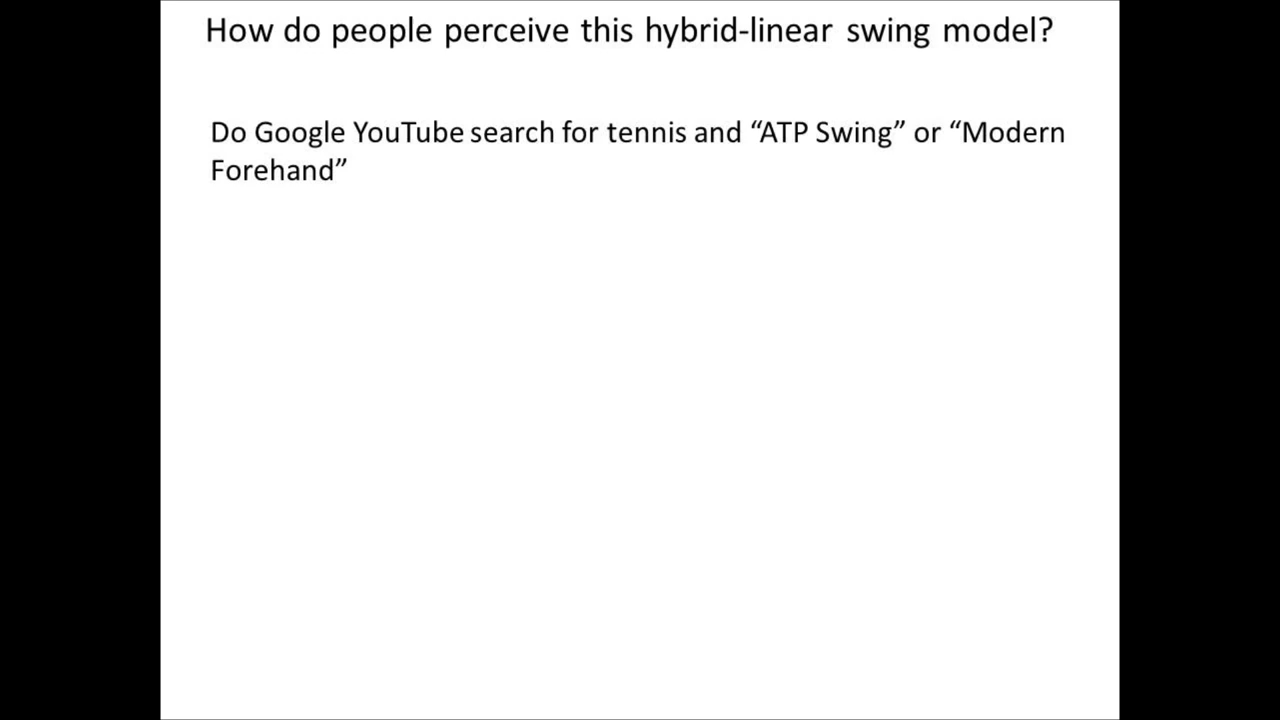 How do people perceive this hybrid-linear swing model?
Do Google YouTube search for tennis and “ATP Swing” or “Modern
Forehand”